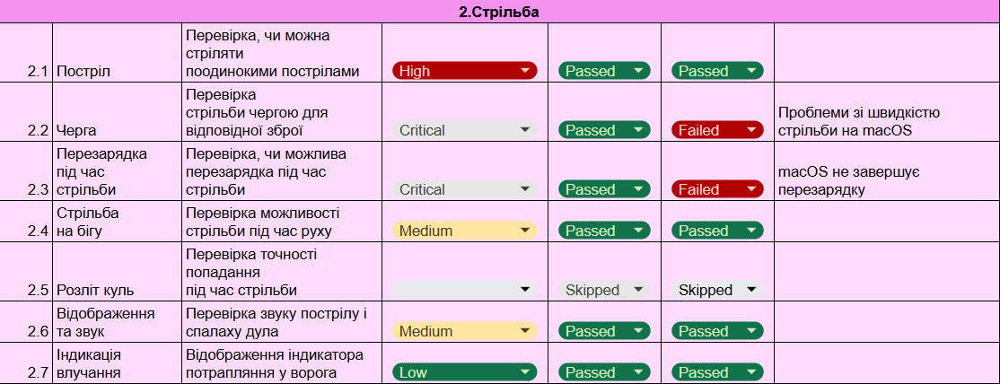 2.Стрільба
Перевірка, чи можна
стріляти
2.1 Постріл поодинокими пострілами High Passed Passed
Перевірка
стрільби чергою для Проблеми зі швидкістю
2.2 Черга відповідної зброї Critical Passed Failed стрільби на macOS
Перезарядка Перевірка, чи можлива
під час перезарядка під час macOS не завершує
2.3 стрільби стрільби Critical Passed Failed перезарядку
Стрільба Перевірка можливості
2.4 на бігу стрільби під час руху Medium Passed Passed
Перевірка точності
попадання
2.5 Розліт куль під час стрільби Skipped Skipped
Відображення Перевірка звуку пострілу і
2.6 та звук спалаху дула Medium Passed Passed
Індикація Відображення індикатора
2.7 влучання потрапляння у ворога Low Passed Passed